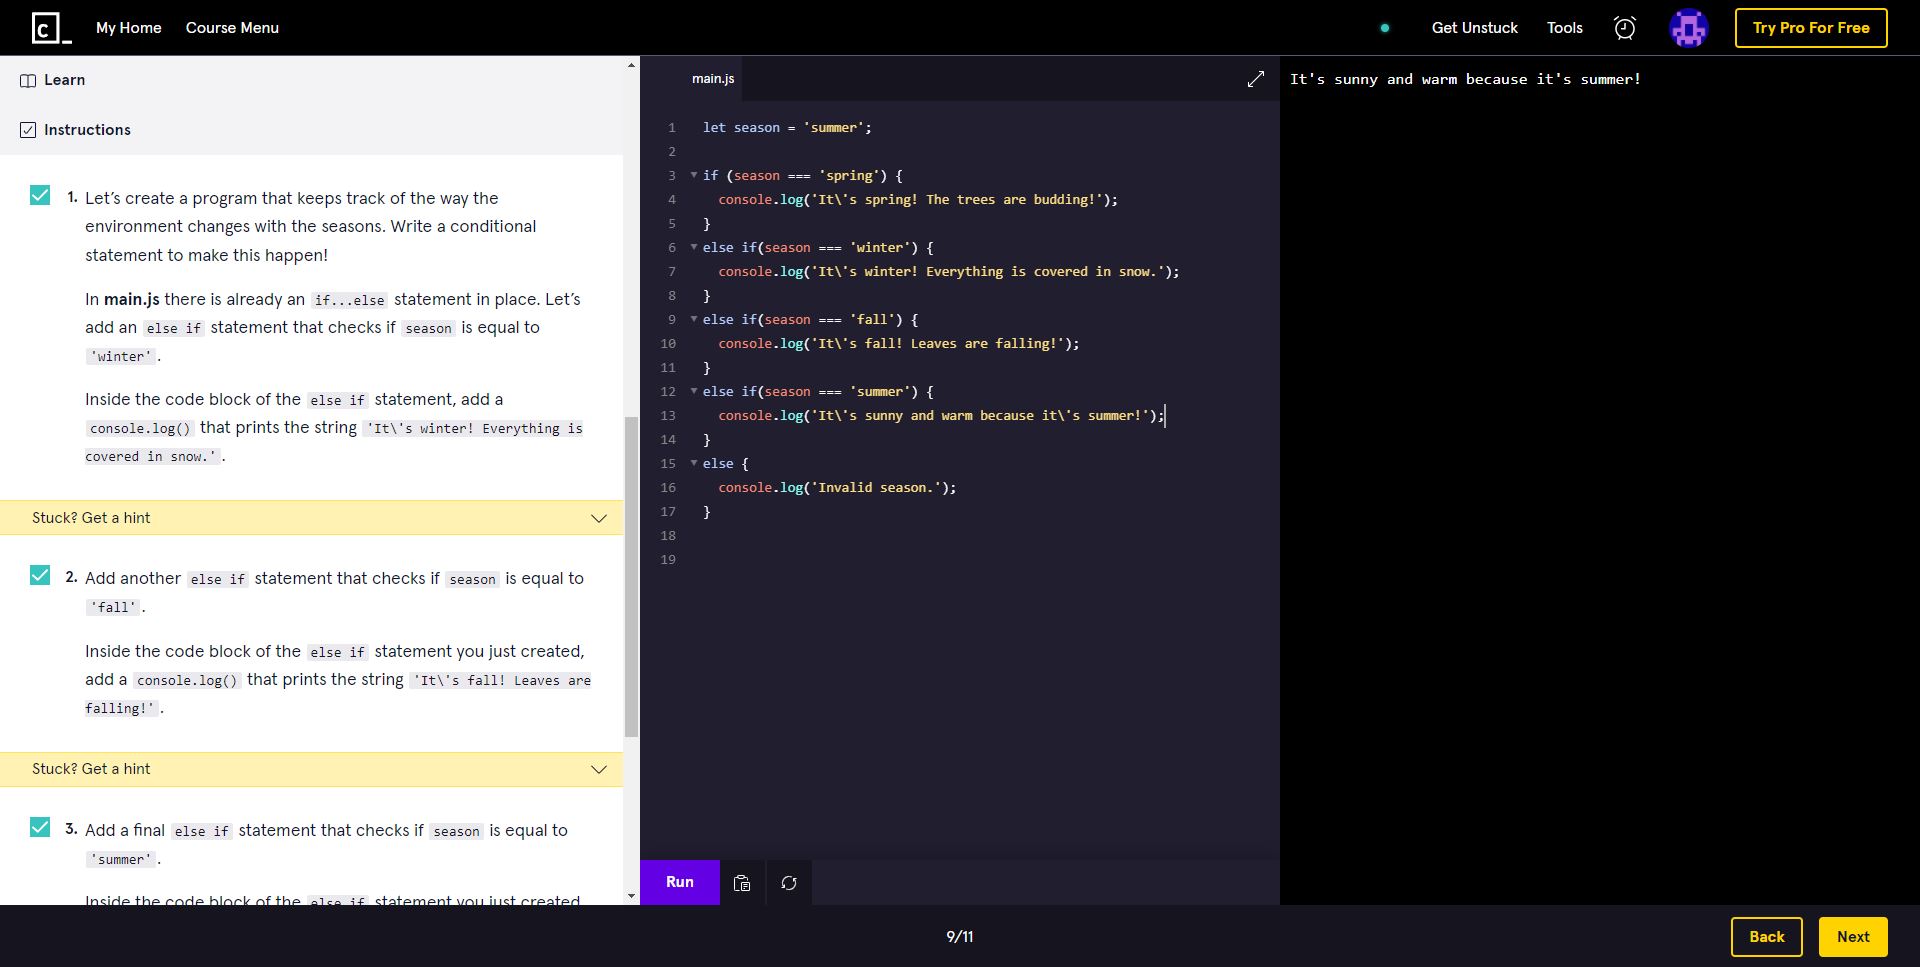 c_
My Home
Course Menu
Get Unstuck
Tools
Try Pro For Free
Learn
Instructions
1. Let’s create a program that keeps track of the way the
environment changes with the seasons. Write a conditional
statement to make this happen!
In main.js there is already an if...else statement in place. Let’s
add an else if statement that checks if season is equal to
'winter'.
Inside the code block of the else if statement, add a
console.log() that prints the string 'It\'s winter! Everything is
covered in snow.'.
Stuck? Get a hint
2. Add another else if statement that checks if season is equal to
'fall'.
Inside the code block of the else if statement you just created,
add a console.log() that prints the string 'It\'s fall! Leaves are
falling!'.
Stuck? Get a hint
3. Add a final else if statement that checks if season is equal to
'summer'.
Inside the code block of the else if statement you just created,
main.js
1 let season = 'summer';
2
3 if (season === 'spring') {
4   console.log('It\'s spring! The trees are budding!');
5 }
6 else if(season === 'winter') {
7   console.log('It\'s winter! Everything is covered in snow.');
8 }
9 else if(season === 'fall') {
10   console.log('It\'s fall! Leaves are falling!');
11 }
12 else if(season === 'summer') {
13   console.log('It\'s sunny and warm because it\'s summer!');
14 }
15 else {
16   console.log('Invalid season.');
17 }
18
19
Run
It's sunny and warm because it's summer!
9/11
Back
Next